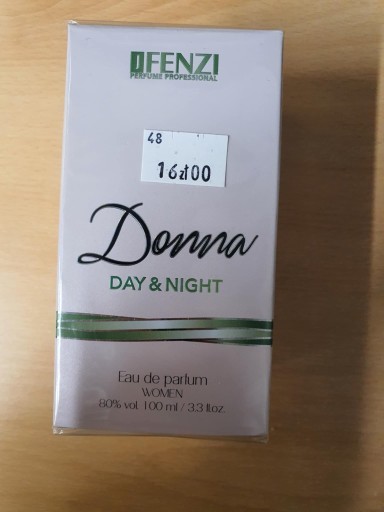 JFENZI
PERFUME PROFESSIONAL
48
16zł00
Donna
DAY & NIGHT
Eau de parfum
WOMEN
80% vol. 100 ml / 3.3 fl.oz.